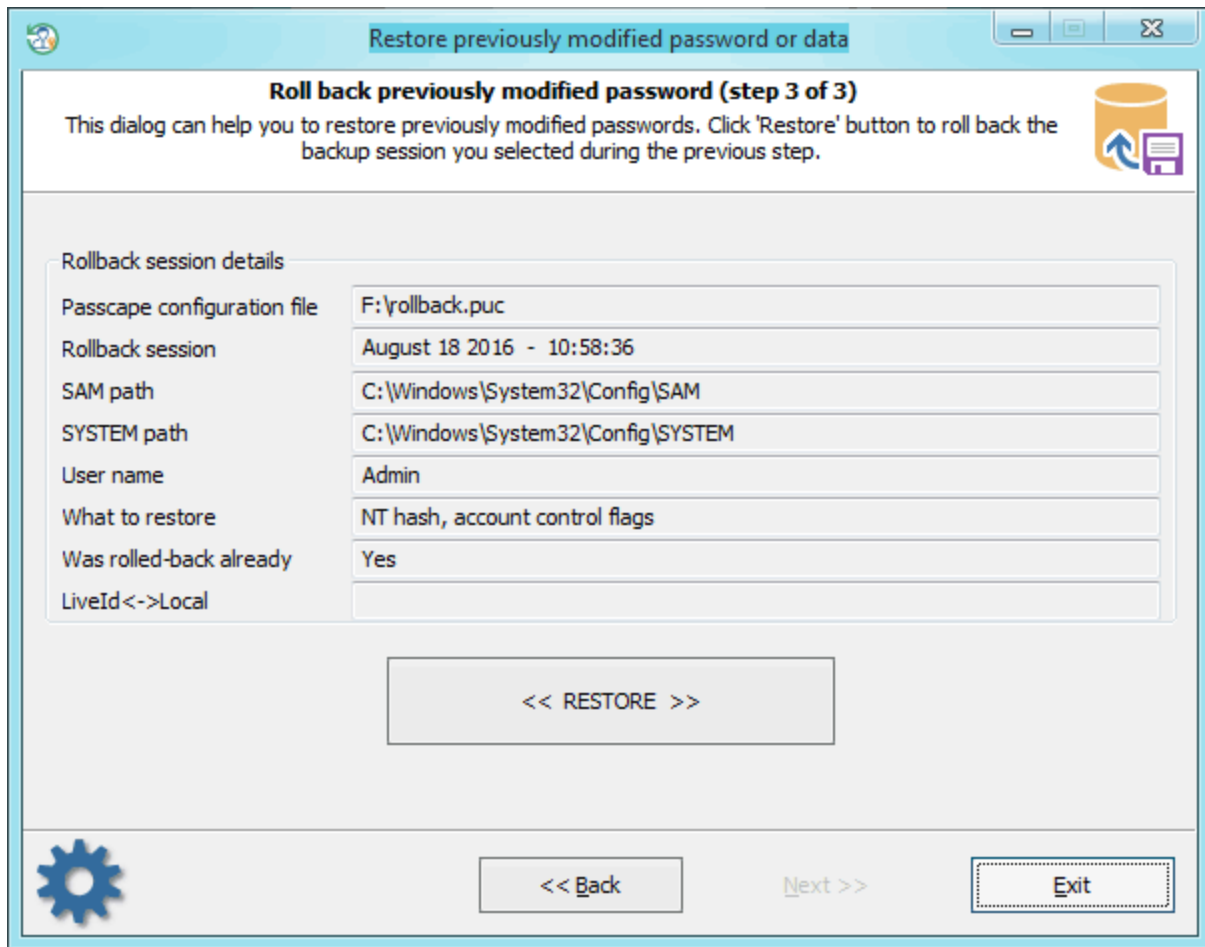 Restore previously modified password or data
Roll back previously modified password (step 3 of 3)
This dialog can help you to restore previously modified passwords. Click 'Restore' button to roll back the
backup session you selected during the previous step.
Rollback session details
Passcape configuration file F:\rollback.puc
Rollback session August 18 2016 - 10:58:36
SAM path C:\Windows\System32\Config\SAM
SYSTEM path C:\Windows\System32\Config\SYSTEM
User name Admin
What to restore NT hash, account control flags
Was rolled-back already Yes
LiveId<->Local
<< RESTORE >>
<< Back Next >> Exit